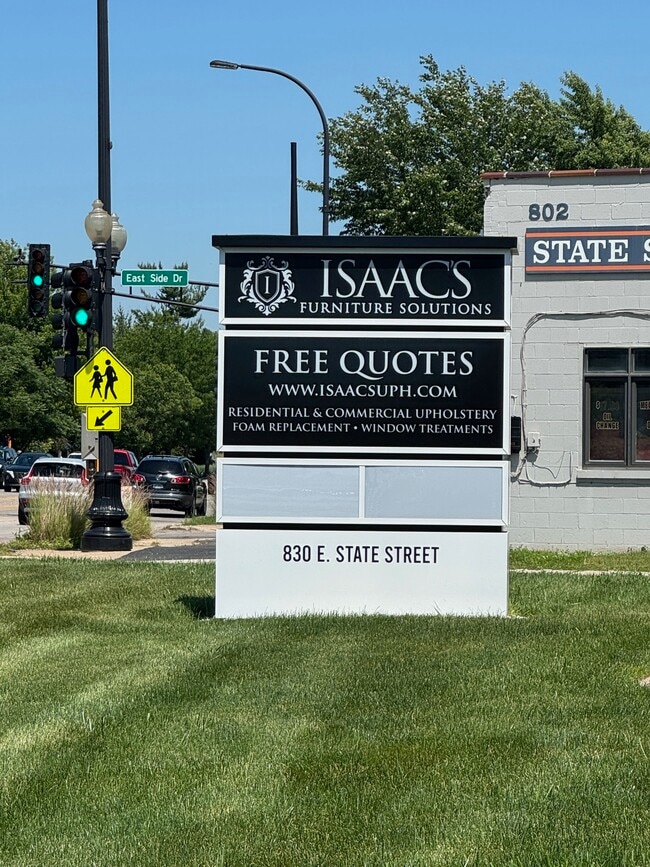 East Side Dr
802
STATE
I
ISAAC'S
FURNITURE SOLUTIONS
FREE QUOTES
WWW.ISAACSUPH.COM
RESIDENTIAL & COMMERCIAL UPHOLSTERY
FOAM REPLACEMENT • WINDOW TREATMENTS
830 E. STATE STREET